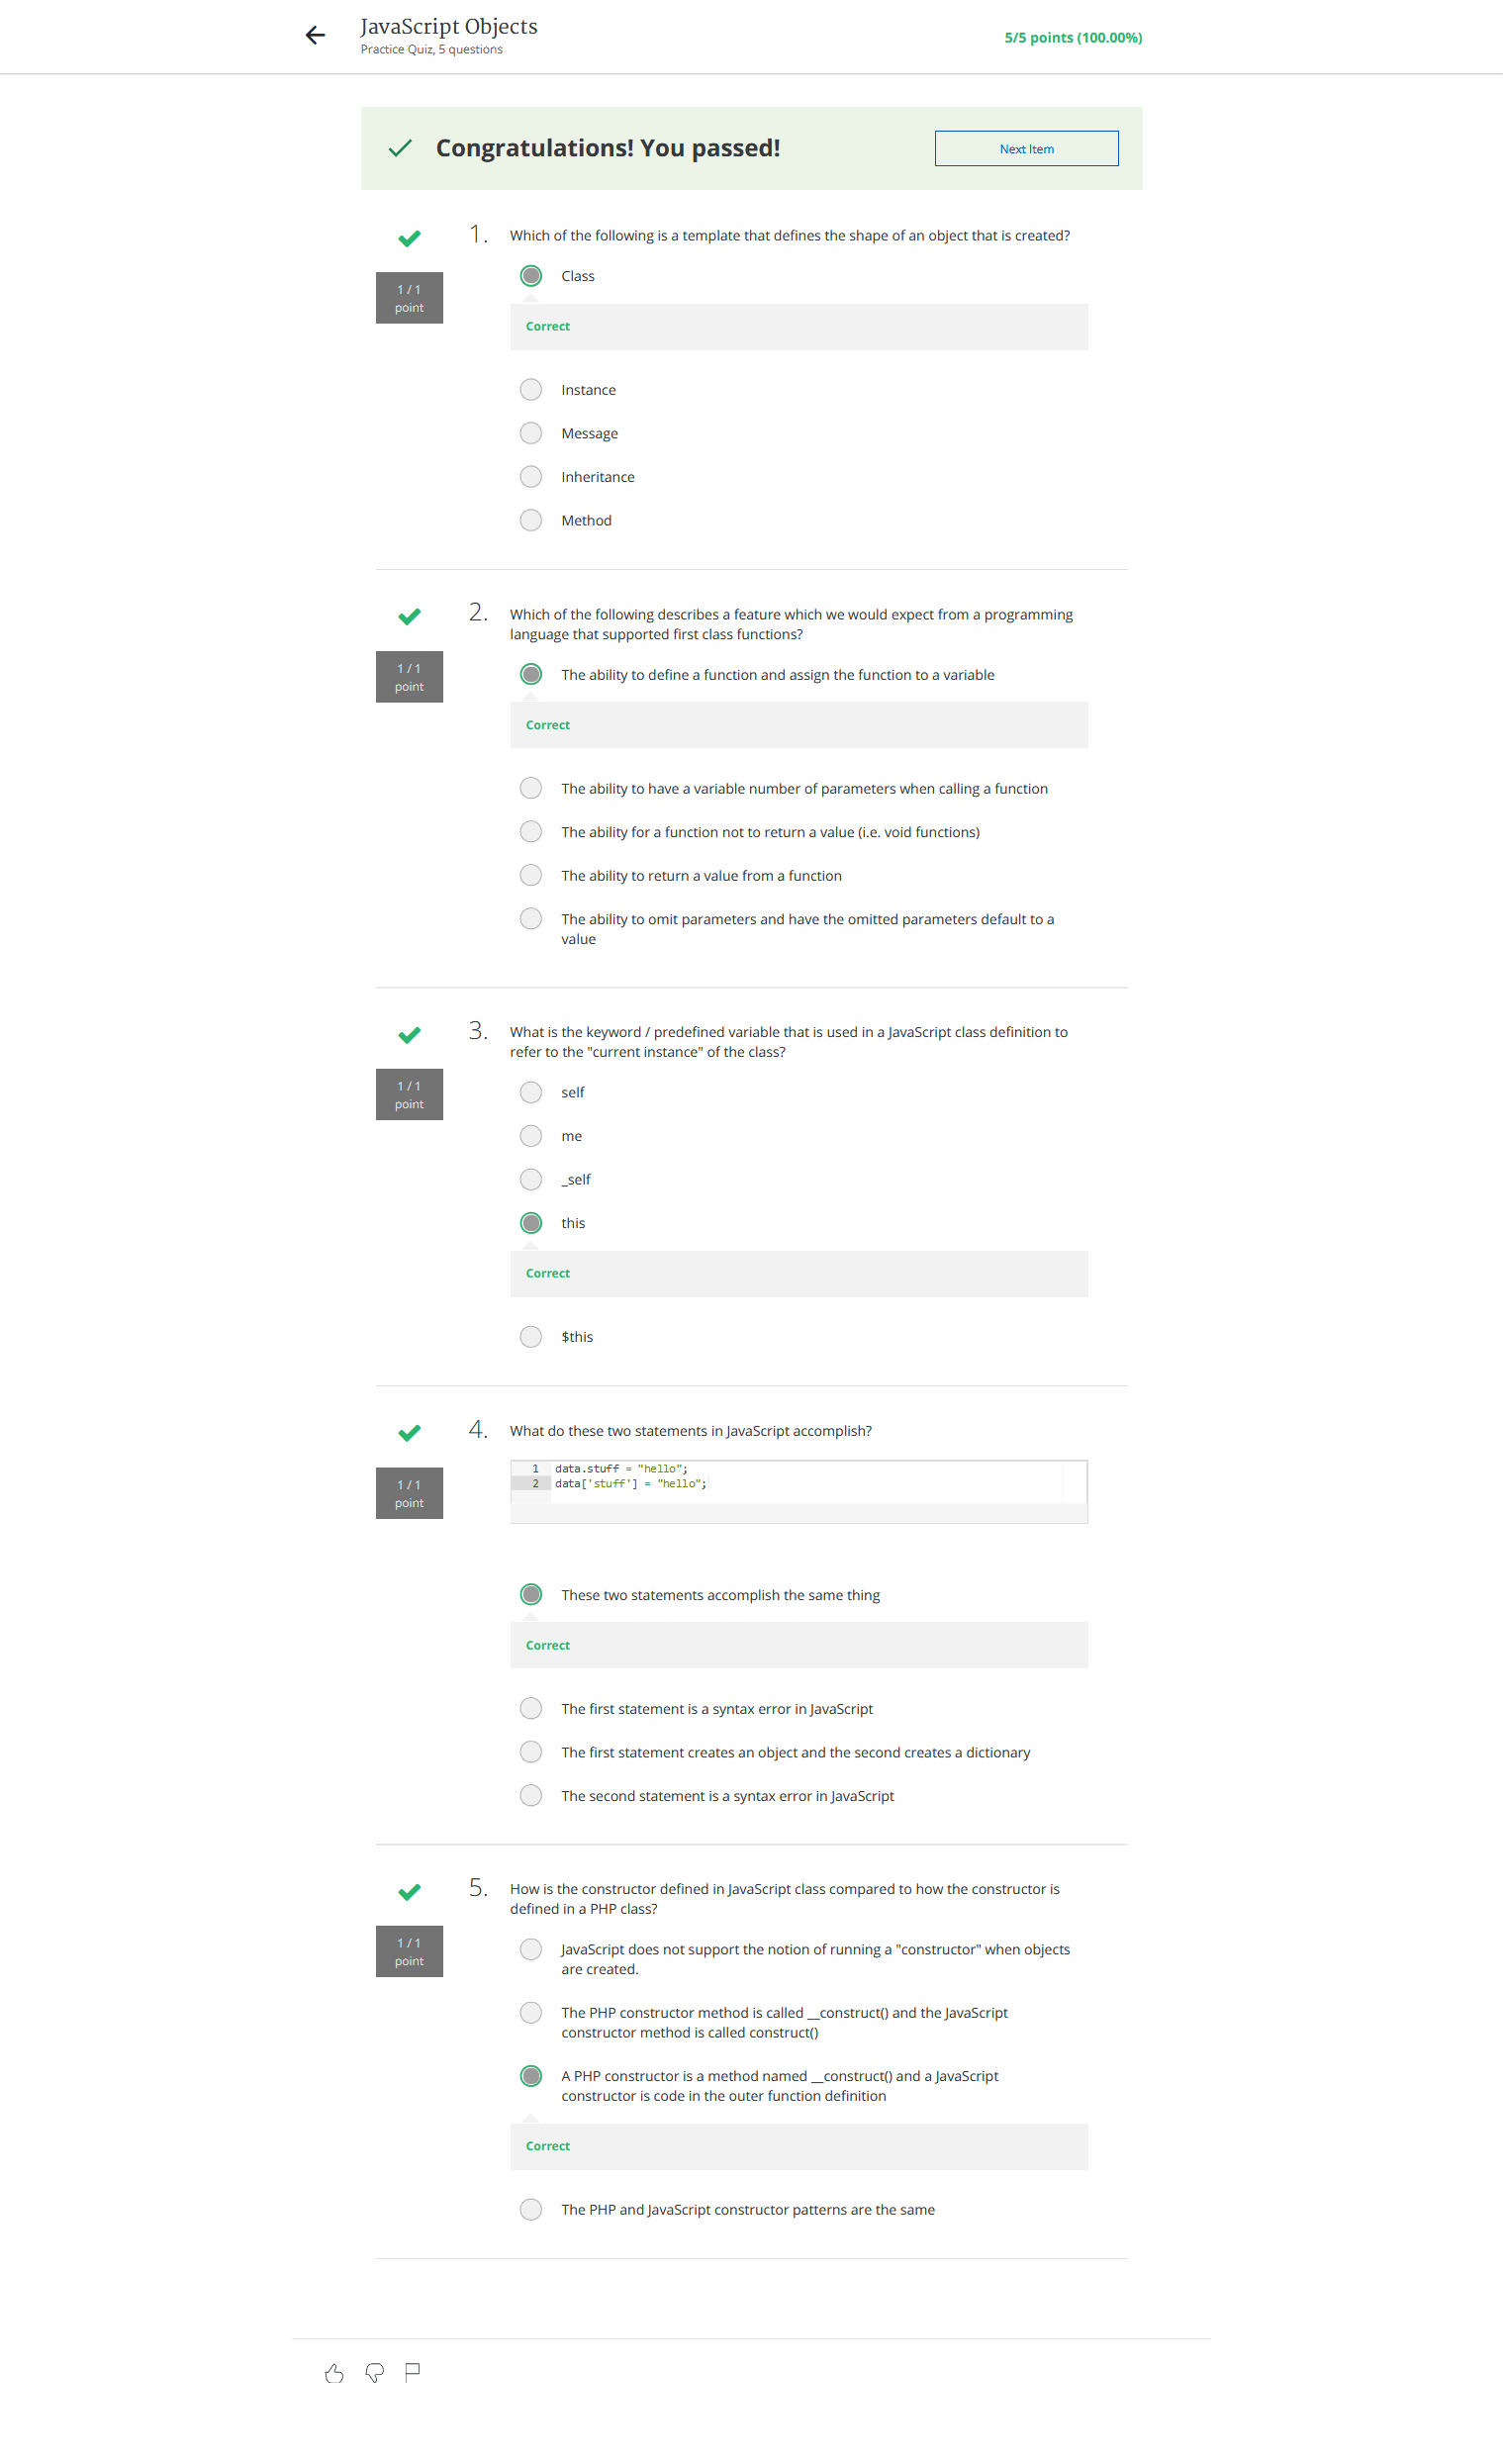 JavaScript Objects
Practice Quiz, 5 questions
5/5 points (100.00%)
Congratulations! You passed!
Next Item
1.
Which of the following is a template that defines the shape of an object that is created?
1 / 1
point
Class
Correct
Instance
Message
Inheritance
Method
2.
Which of the following describes a feature which we would expect from a programming
language that supported first class functions?
1 / 1
point
The ability to define a function and assign the function to a variable
Correct
The ability to have a variable number of parameters when calling a function
The ability for a function not to return a value (i.e. void functions)
The ability to return a value from a function
The ability to omit parameters and have the omitted parameters default to a
value
3.
What is the keyword / predefined variable that is used in a JavaScript class definition to
refer to the "current instance" of the class?
1 / 1
point
self
me
_self
this
Correct
$this
4.
What do these two statements in JavaScript accomplish?
1 / 1
point
1 data.stuff = "hello";
2 data['stuff'] = "hello";
These two statements accomplish the same thing
Correct
The first statement is a syntax error in JavaScript
The first statement creates an object and the second creates a dictionary
The second statement is a syntax error in JavaScript
5.
How is the constructor defined in JavaScript class compared to how the constructor is
defined in a PHP class?
1 / 1
point
JavaScript does not support the notion of running a "constructor" when objects
are created.
The PHP constructor method is called __construct() and the JavaScript
constructor method is called construct()
A PHP constructor is a method named __construct() and a JavaScript
constructor is code in the outer function definition
Correct
The PHP and JavaScript constructor patterns are the same